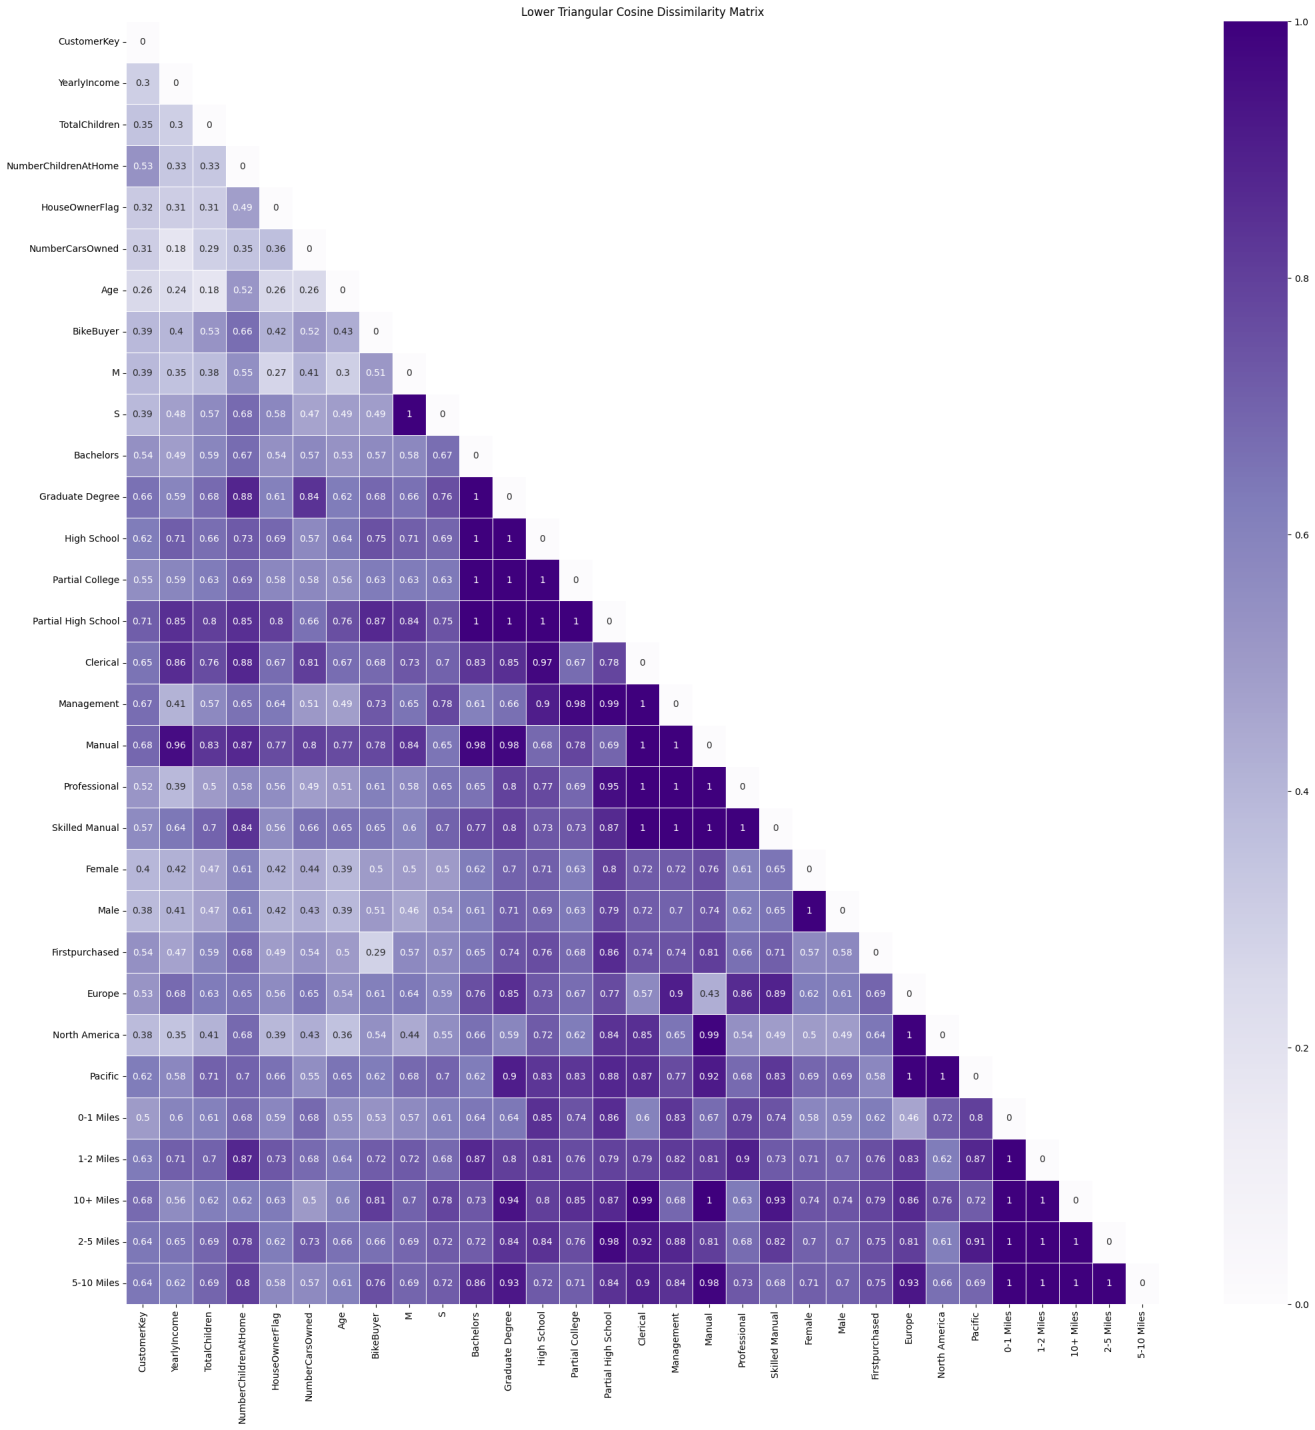 Lower Triangular Cosine Dissimilarity Matrix
1.0
CustomerKey 0
YearlyIncome 0.3 0
TotalChildren 0.35 0.3 0
NumberChildrenAtHome 0.53 0.33 0.33 0
HouseOwnerFlag 0.32 0.31 0.31 0.49 0
NumberCarsOwned 0.31 0.18 0.29 0.35 0.36 0
0.8
Age 0.26 0.24 0.18 0.52 0.26 0.26 0
BikeBuyer 0.39 0.4 0.53 0.66 0.42 0.52 0.43 0
M 0.39 0.35 0.38 0.55 0.27 0.41 0.3 0.51 0
S 0.39 0.48 0.57 0.68 0.58 0.47 0.49 0.49 1 0
Bachelors 0.54 0.49 0.59 0.67 0.54 0.57 0.53 0.57 0.58 0.67 0
Graduate Degree 0.66 0.59 0.68 0.88 0.61 0.84 0.62 0.68 0.66 0.76 1 0
0.6
High School 0.62 0.71 0.66 0.73 0.69 0.57 0.64 0.75 0.71 0.69 1 1 0
Partial College 0.55 0.59 0.63 0.69 0.58 0.58 0.56 0.63 0.63 0.63 1 1 1 0
Partial High School 0.71 0.85 0.8 0.85 0.8 0.66 0.76 0.87 0.84 0.75 1 1 1 1 0
Clerical 0.65 0.86 0.76 0.88 0.67 0.81 0.67 0.68 0.73 0.7 0.83 0.85 0.97 0.67 0.78 0
Management 0.67 0.41 0.57 0.65 0.64 0.51 0.49 0.73 0.65 0.78 0.61 0.66 0.9 0.98 0.99 1 0
Manual 0.68 0.96 0.83 0.87 0.77 0.8 0.77 0.78 0.84 0.65 0.98 0.98 0.68 0.78 0.69 1 1 0
Professional 0.52 0.39 0.5 0.58 0.56 0.49 0.51 0.61 0.58 0.65 0.65 0.8 0.77 0.69 0.95 1 1 1 0
0.4
Skilled Manual 0.57 0.64 0.7 0.84 0.56 0.66 0.65 0.65 0.6 0.7 0.77 0.8 0.73 0.73 0.87 1 1 1 1 0
Female 0.4 0.42 0.47 0.61 0.42 0.44 0.39 0.5 0.5 0.5 0.62 0.7 0.71 0.63 0.8 0.72 0.72 0.76 0.61 0.65 0
Male 0.38 0.41 0.47 0.61 0.42 0.43 0.39 0.51 0.46 0.54 0.61 0.71 0.69 0.63 0.79 0.72 0.7 0.74 0.62 0.65 1 0
Firstpurchased 0.54 0.47 0.59 0.68 0.49 0.54 0.5 0.29 0.57 0.57 0.65 0.74 0.76 0.68 0.86 0.74 0.74 0.81 0.66 0.71 0.57 0.58 0
Europe 0.53 0.68 0.63 0.65 0.56 0.65 0.54 0.61 0.64 0.59 0.76 0.85 0.73 0.67 0.77 0.57 0.9 0.43 0.86 0.89 0.62 0.61 0.69 0
North America 0.38 0.35 0.41 0.68 0.39 0.43 0.36 0.54 0.44 0.55 0.66 0.59 0.72 0.62 0.84 0.85 0.65 0.99 0.54 0.49 0.5 0.49 0.64 1 0
0.2
Pacific 0.62 0.58 0.71 0.7 0.66 0.55 0.65 0.62 0.68 0.7 0.62 0.9 0.83 0.83 0.88 0.87 0.77 0.92 0.68 0.83 0.69 0.69 0.58 1 1 0
0-1 Miles 0.5 0.6 0.61 0.68 0.59 0.68 0.55 0.53 0.57 0.61 0.64 0.64 0.85 0.74 0.86 0.6 0.83 0.67 0.79 0.74 0.58 0.59 0.62 0.46 0.72 0.8 0
1-2 Miles 0.63 0.71 0.7 0.87 0.73 0.68 0.64 0.72 0.72 0.68 0.87 0.8 0.81 0.76 0.79 0.79 0.82 0.81 0.9 0.73 0.71 0.7 0.76 0.83 0.62 0.87 1 0
10+ Miles 0.68 0.56 0.62 0.62 0.63 0.5 0.6 0.81 0.7 0.78 0.73 0.94 0.8 0.85 0.87 0.99 0.68 1 0.63 0.93 0.74 0.74 0.79 0.86 0.76 0.72 1 1 0
2-5 Miles 0.64 0.65 0.69 0.78 0.62 0.73 0.66 0.66 0.69 0.72 0.72 0.84 0.84 0.76 0.98 0.92 0.88 0.81 0.68 0.82 0.7 0.7 0.75 0.81 0.61 0.91 1 1 1 0
5-10 Miles 0.64 0.62 0.69 0.8 0.58 0.57 0.61 0.76 0.69 0.72 0.86 0.93 0.72 0.71 0.84 0.9 0.84 0.98 0.73 0.68 0.71 0.7 0.75 0.93 0.66 0.69 1 1 1 1 0
0.0
CustomerKey
YearlyIncome
TotalChildren
NumberChildrenAtHome
HouseOwnerFlag
NumberCarsOwned
Age
BikeBuyer
M
S
Bachelors
Graduate Degree
High School
Partial College
Partial High School
Clerical
Management
Manual
Professional
Skilled Manual
Female
Male
Firstpurchased
Europe
North America
Pacific
0-1 Miles
1-2 Miles
10+ Miles
2-5 Miles
5-10 Miles